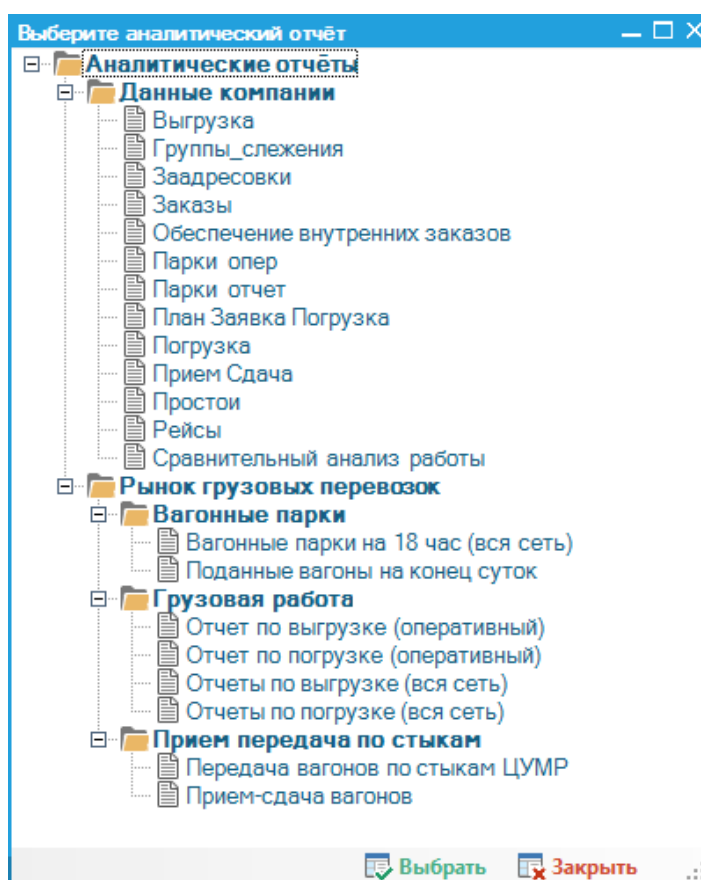 Выберите аналитический отчёт
Аналитические отчёты
Данные компании
Выгрузка
Группы_слежения
Заадресовки
Заказы
Обеспечение внутренних заказов
Парки опер
Парки отчет
План Заявка Погрузка
Погрузка
Прием Сдача
Простои
Рейсы
Сравнительный анализ работы
Рынок грузовых перевозок
Вагонные парки
Вагонные парки на 18 час (вся сеть)
Поданные вагоны на конец суток
Грузовая работа
Отчет по выгрузке (оперативный)
Отчет по погрузке (оперативный)
Отчеты по выгрузке (вся сеть)
Отчеты по погрузке (вся сеть)
Прием передача по стыкам
Передача вагонов по стыкам ЦУМР
Прием-сдача вагонов
Выбрать Закрыть